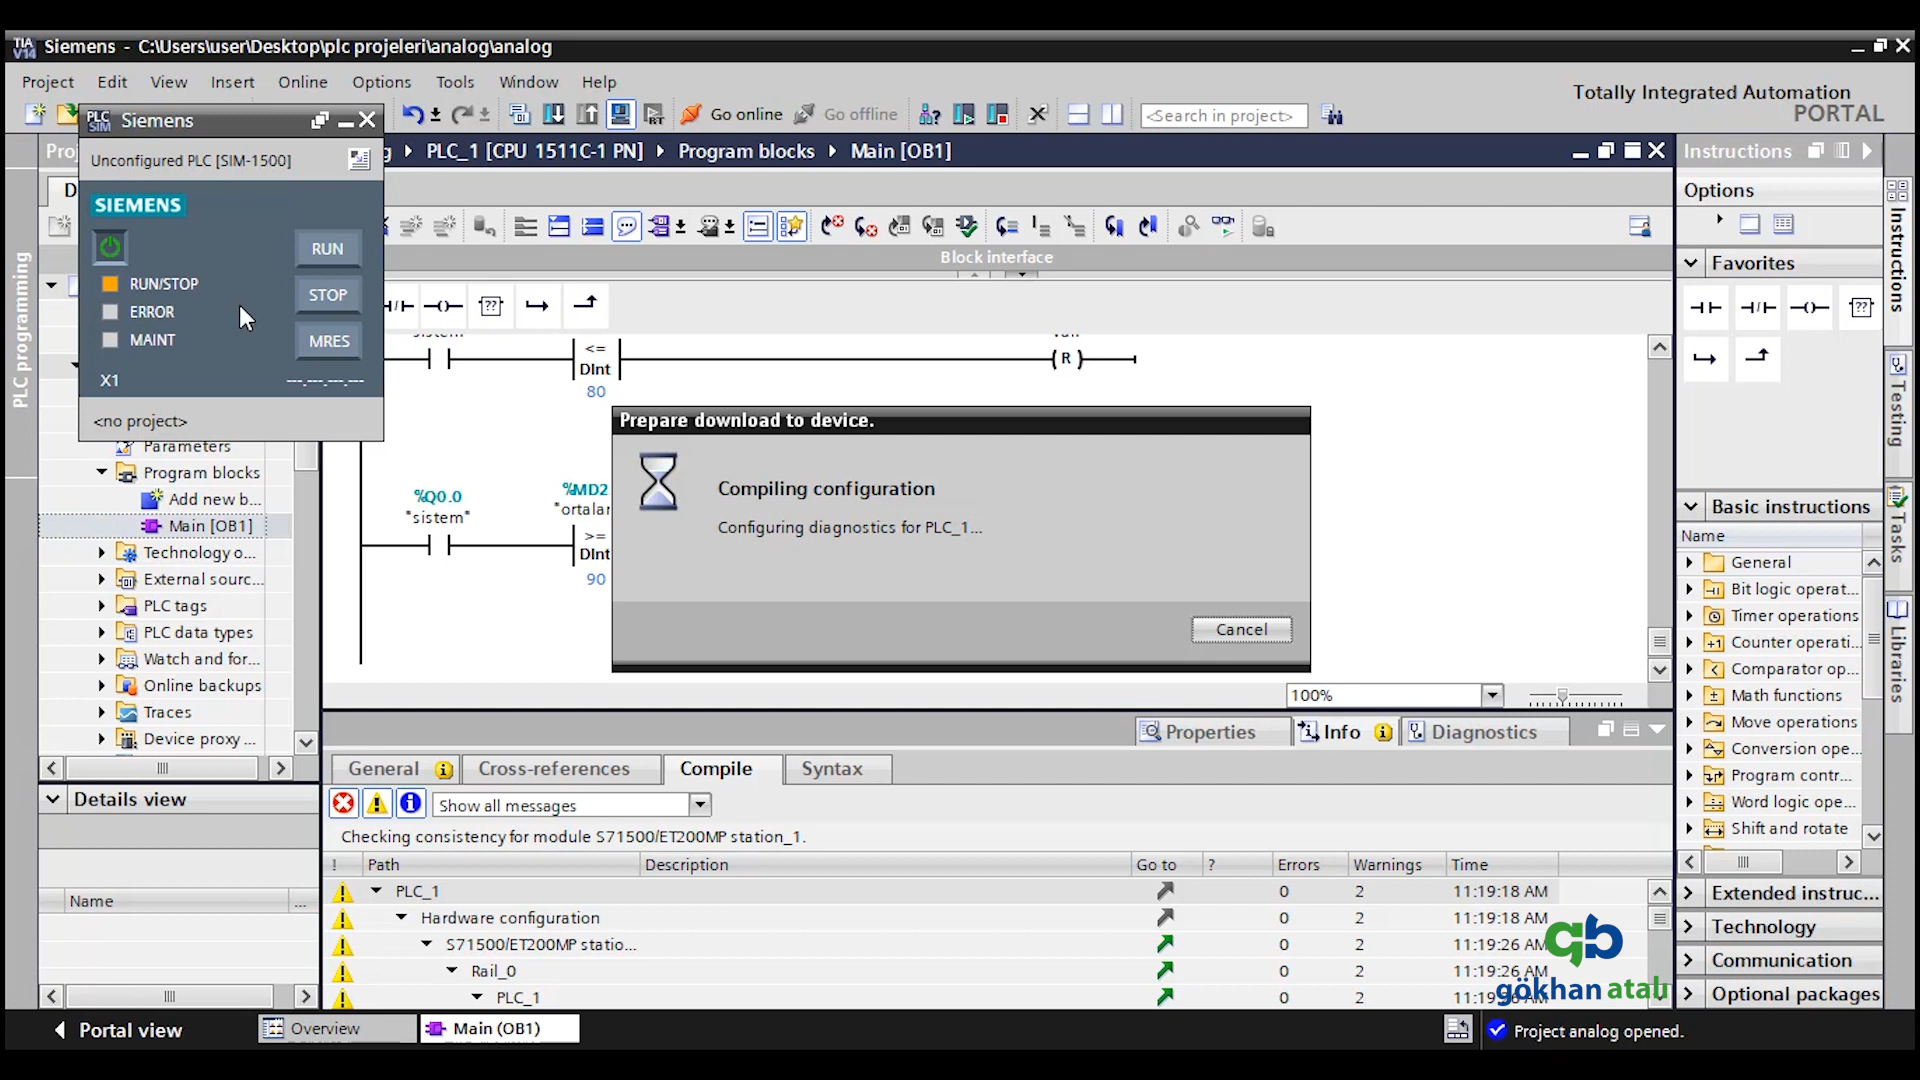 TIA V14 Siemens - C:\Users\user\Desktop\plc projeleri\analog\analog
Project Edit View Insert Online Options Tools Window Help
Totally Integrated Automation
PORTAL
Go online Go offline <Search in project>
PLC SIM Siemens
PLC_1 [CPU 1511C-1 PN] Program blocks Main [OB1]
Instructions
Unconfigured PLC [SIM-1500]
Options
SIEMENS
RUN
RUN/STOP
STOP
ERROR
MAINT
MRES
X1
<no project>
Block interface
Favorites
??
??
<=
DInt
80
( R )
Prepare download to device.
Compiling configuration
Configuring diagnostics for PLC_1...
Cancel
%Q0.0
"sistem"
%MD2
"ortalar
>=
DInt
90
100%
PLC programming
Parameters
Program blocks
Add new b...
Main [OB1]
Technology o...
External sourc...
PLC tags
PLC data types
Watch and for...
Online backups
Traces
Device proxy ...
Details view
Name ...
Basic instructions
Name
General
Bit logic operat...
Timer operations
Counter operati...
Comparator op...
Math functions
Move operations
Conversion ope...
Program contr...
Word logic ope...
Shift and rotate
Extended instruc...
Technology
Communication
Optional packages
Instructions
Testing
Tasks
Libraries
Properties Info Diagnostics
General Cross-references Compile Syntax
Show all messages
Checking consistency for module S71500/ET200MP station_1.
! Path Description Go to ? Errors Warnings Time
PLC_1 0 2 11:19:18 AM
Hardware configuration 0 2 11:19:18 AM
S71500/ET200MP statio... 0 2 11:19:26 AM
Rail_0 0 2 11:19:26 AM
PLC_1 0 2
gökhan atalı
Portal view Overview Main (OB1) Project analog opened.